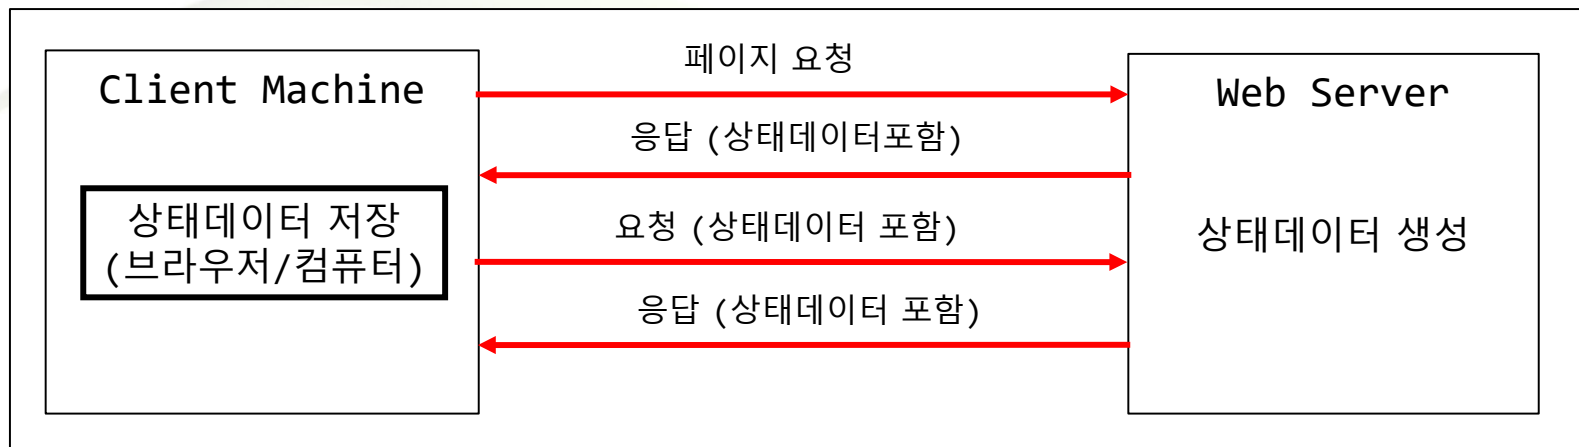 Client Machine
상태데이터 저장
(브라우저/컴퓨터)
페이지 요청
응답 (상태데이터포함)
요청 (상태데이터 포함)
응답 (상태데이터 포함)
Web Server
상태데이터 생성